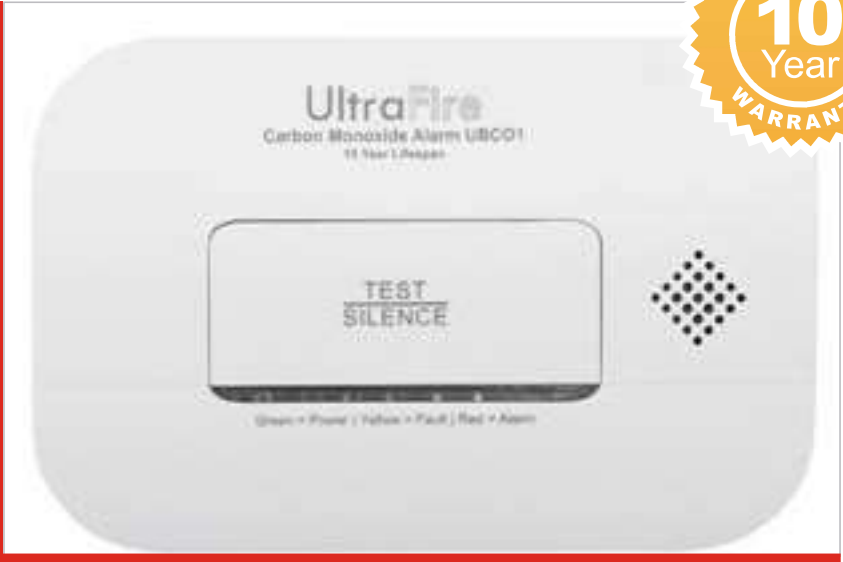 10
Year
WARRANT
UltraFire
Carbon Monoxide Alarm UBCO1
10 Year Lifespan
TEST
SILENCE
Green = Power | Yellow = Fault | Red = Alarm